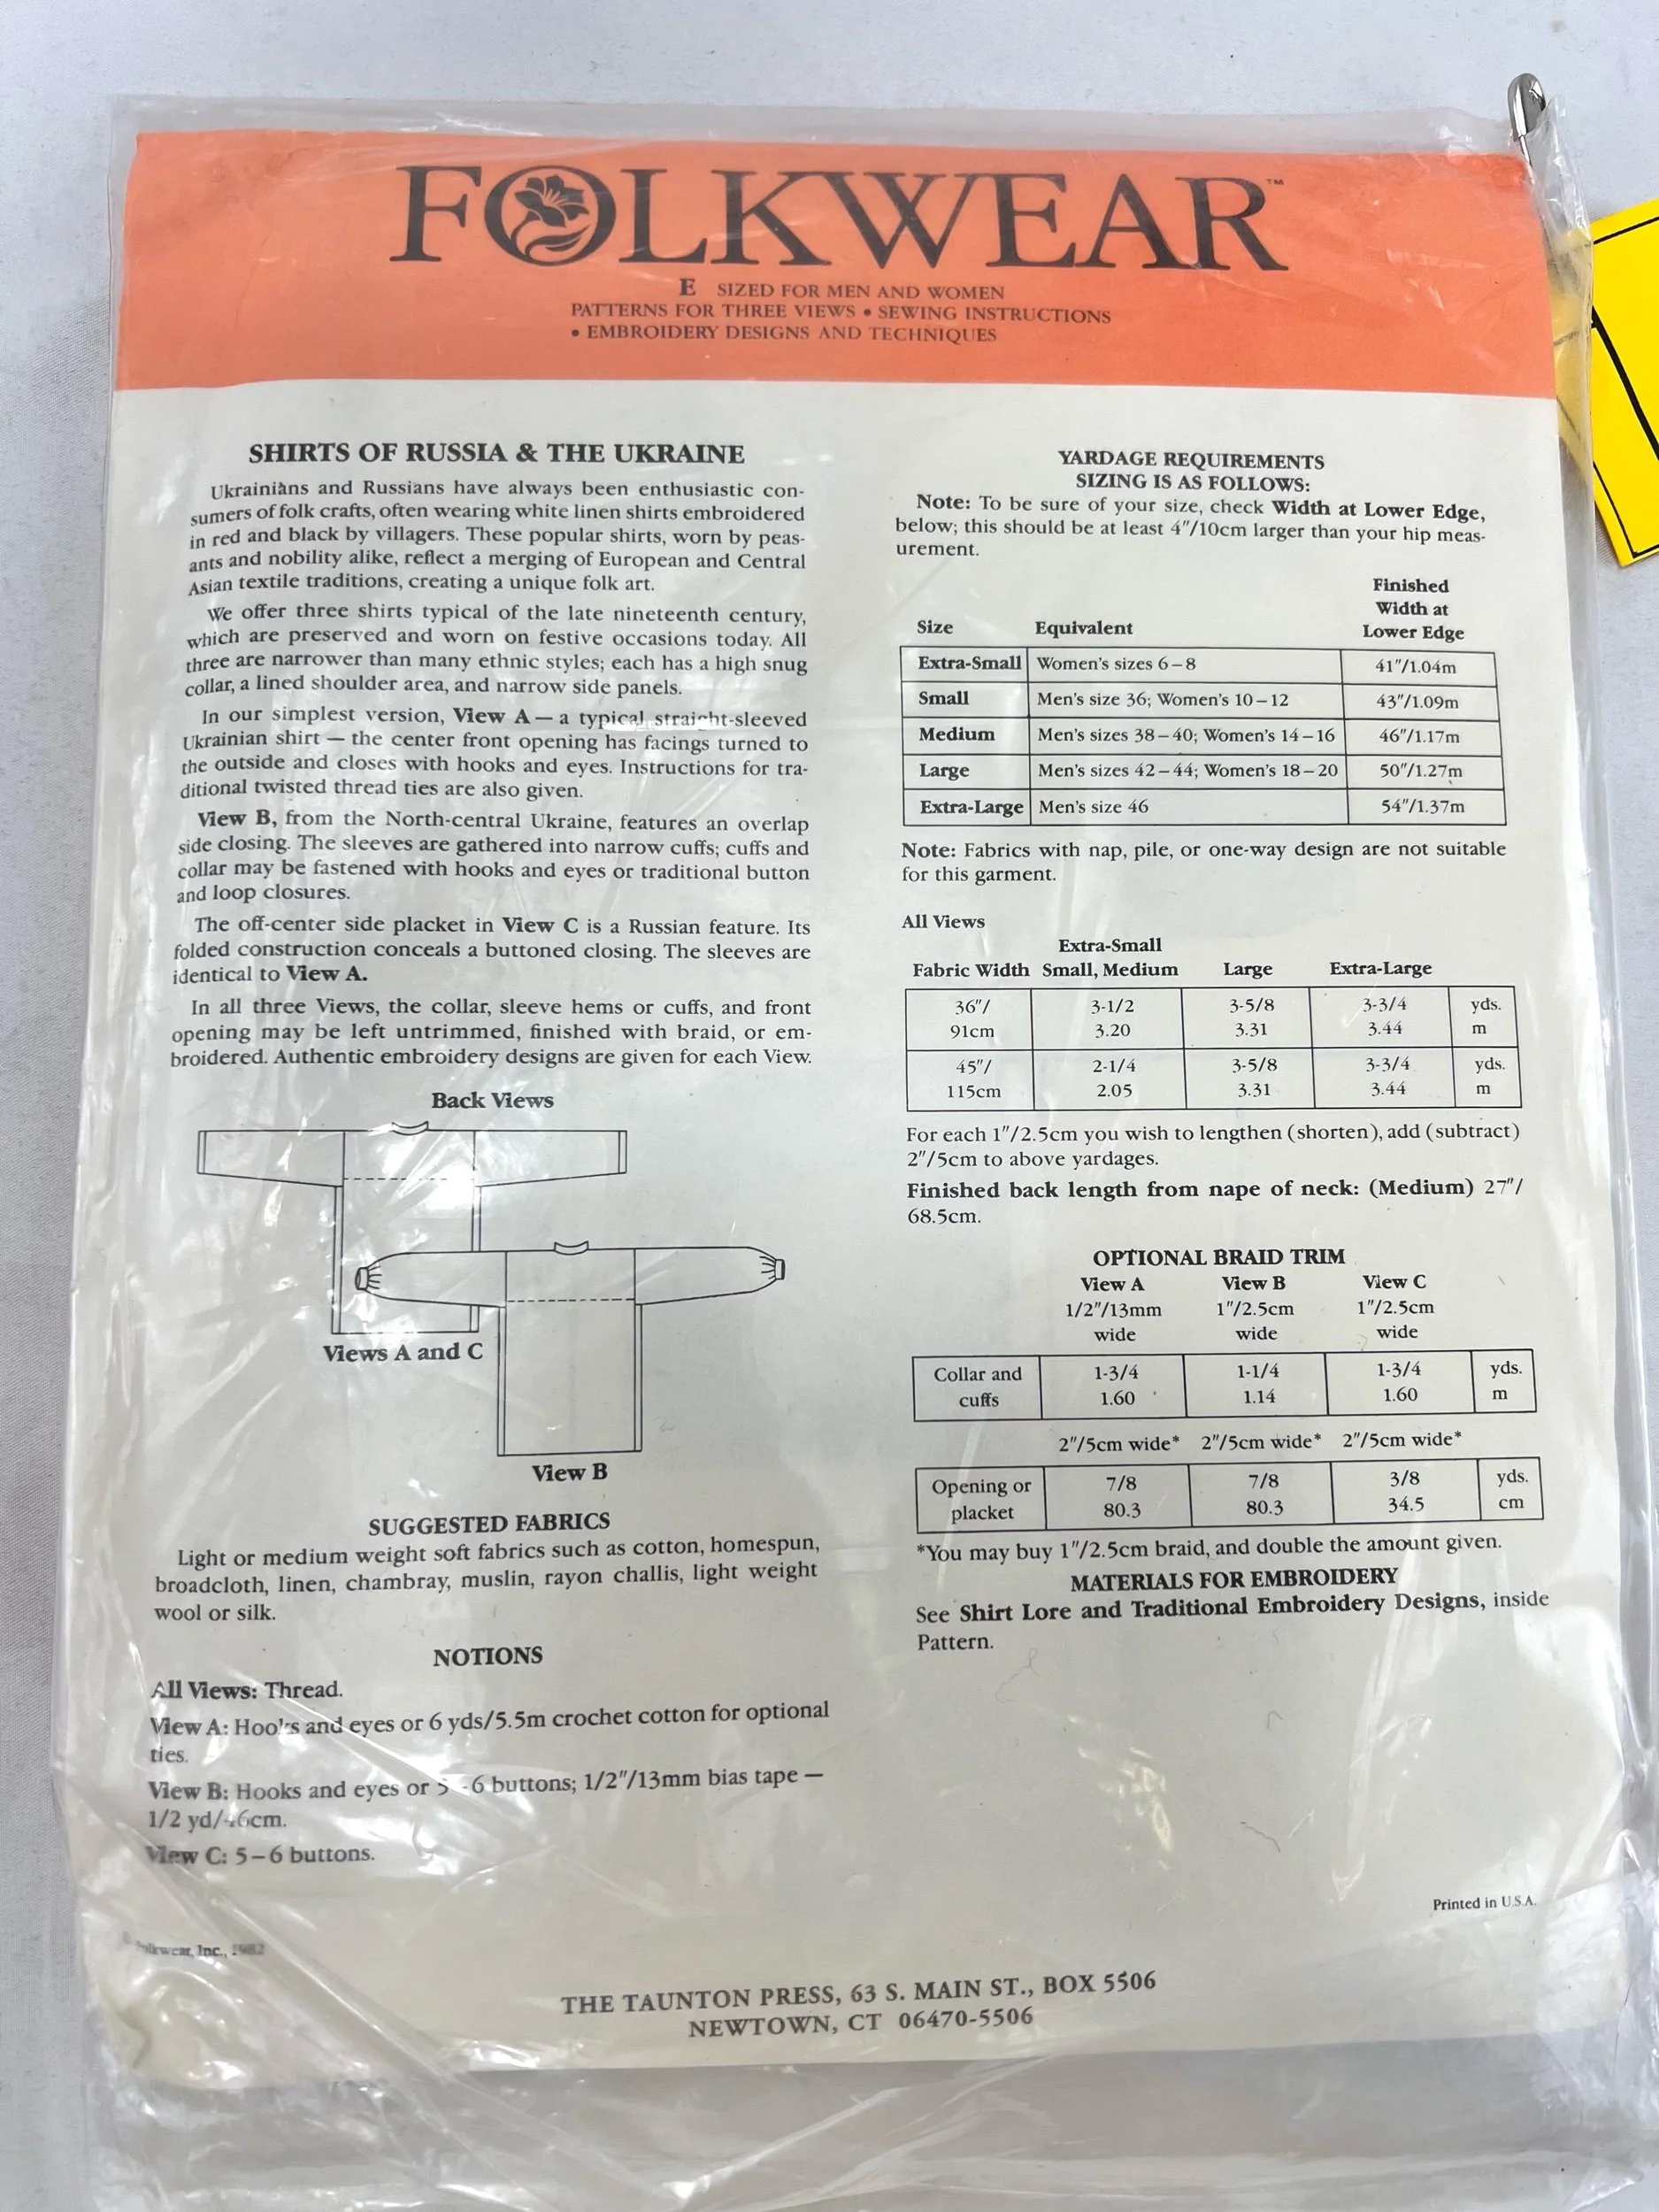 FOLKWEAR™
E SIZED FOR MEN AND WOMEN
PATTERNS FOR THREE VIEWS • SEWING INSTRUCTIONS
• EMBROIDERY DESIGNS AND TECHNIQUES
SHIRTS OF RUSSIA & THE UKRAINE
Ukrainians and Russians have always been enthusiastic con-
sumers of folk crafts, often wearing white linen shirts embroidered
in red and black by villagers. These popular shirts, worn by peas-
ants and nobility alike, reflect a merging of European and Central
Asian textile traditions, creating a unique folk art.
We offer three shirts typical of the late nineteenth century,
which are preserved and worn on festive occasions today. All
three are narrower than many ethnic styles; each has a high snug
collar, a lined shoulder area, and narrow side panels.
In our simplest version, View A — a typical straight-sleeved
Ukrainian shirt — the center front opening has facings turned to
the outside and closes with hooks and eyes. Instructions for tra-
ditional twisted thread ties are also given.
View B, from the North-central Ukraine, features an overlap
side closing. The sleeves are gathered into narrow cuffs; cuffs and
collar may be fastened with hooks and eyes or traditional button
and loop closures.
The off-center side placket in View C is a Russian feature. Its
folded construction conceals a buttoned closing. The sleeves are
identical to View A.
In all three Views, the collar, sleeve hems or cuffs, and front
opening may be left untrimmed, finished with braid, or em-
broidered. Authentic embroidery designs are given for each View.
Back Views
Views A and C
View B
SUGGESTED FABRICS
Light or medium weight soft fabrics such as cotton, homespun,
broadcloth, linen, chambray, muslin, rayon challis, light weight
wool or silk.
NOTIONS
All Views: Thread.
View A: Hooks and eyes or 6 yds/5.5m crochet cotton for optional
ties.
View B: Hooks and eyes or 5-6 buttons; 1/2"/13mm bias tape —
1/2 yd/46cm.
View C: 5–6 buttons.
Folkwear, Inc., 1982
YARDAGE REQUIREMENTS
SIZING IS AS FOLLOWS:
Note: To be sure of your size, check Width at Lower Edge,
below; this should be at least 4"/10cm larger than your hip meas-
urement.
Finished
Width at
Size Equivalent Lower Edge
Extra-Small Women's sizes 6–8 41"/1.04m
Small Men's size 36; Women's 10–12 43"/1.09m
Medium Men's sizes 38–40; Women's 14–16 46"/1.17m
Large Men's sizes 42–44; Women's 18–20 50"/1.27m
Extra-Large Men's size 46 54"/1.37m
Note: Fabrics with nap, pile, or one-way design are not suitable
for this garment.
All Views
Extra-Small
Fabric Width Small, Medium Large Extra-Large
36"/ 3-1/2 3-5/8 3-3/4 yds.
91cm 3.20 3.31 3.44 m
45"/ 2-1/4 3-5/8 3-3/4 yds.
115cm 2.05 3.31 3.44 m
For each 1"/2.5cm you wish to lengthen (shorten), add (subtract)
2"/5cm to above yardages.
Finished back length from nape of neck: (Medium) 27"/
68.5cm.
OPTIONAL BRAID TRIM
View A View B View C
1/2"/13mm 1"/2.5cm 1"/2.5cm
wide wide wide
Collar and 1-3/4 1-1/4 1-3/4 yds.
cuffs 1.60 1.14 1.60 m
2"/5cm wide* 2"/5cm wide* 2"/5cm wide*
Opening or 7/8 7/8 3/8 yds.
placket 80.3 80.3 34.5 cm
*You may buy 1"/2.5cm braid, and double the amount given.
MATERIALS FOR EMBROIDERY
See Shirt Lore and Traditional Embroidery Designs, inside
Pattern.
Printed in U.S.A.
THE TAUNTON PRESS, 63 S. MAIN ST., BOX 5506
NEWTOWN, CT 06470-5506